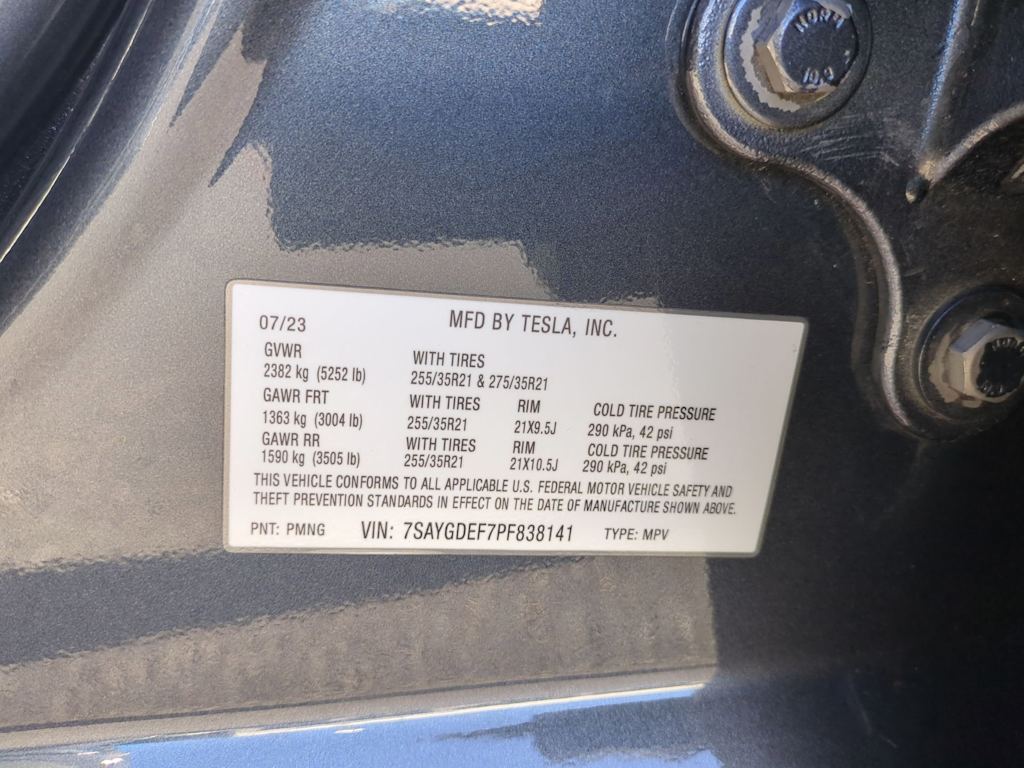 07/23 MFD BY TESLA, INC.
GVWR WITH TIRES
2382 kg (5252 lb) 255/35R21 & 275/35R21
GAWR FRT WITH TIRES RIM COLD TIRE PRESSURE
1363 kg (3004 lb) 255/35R21 21X9.5J 290 kPa, 42 psi
GAWR RR WITH TIRES RIM COLD TIRE PRESSURE
1590 kg (3505 lb) 255/35R21 21X10.5J 290 kPa, 42 psi
THIS VEHICLE CONFORMS TO ALL APPLICABLE U.S. FEDERAL MOTOR VEHICLE SAFETY AND
THEFT PREVENTION STANDARDS IN EFFECT ON THE DATE OF MANUFACTURE SHOWN ABOVE.
PNT: PMNG VIN: 7SAYGDEF7PF838141 TYPE: MPV